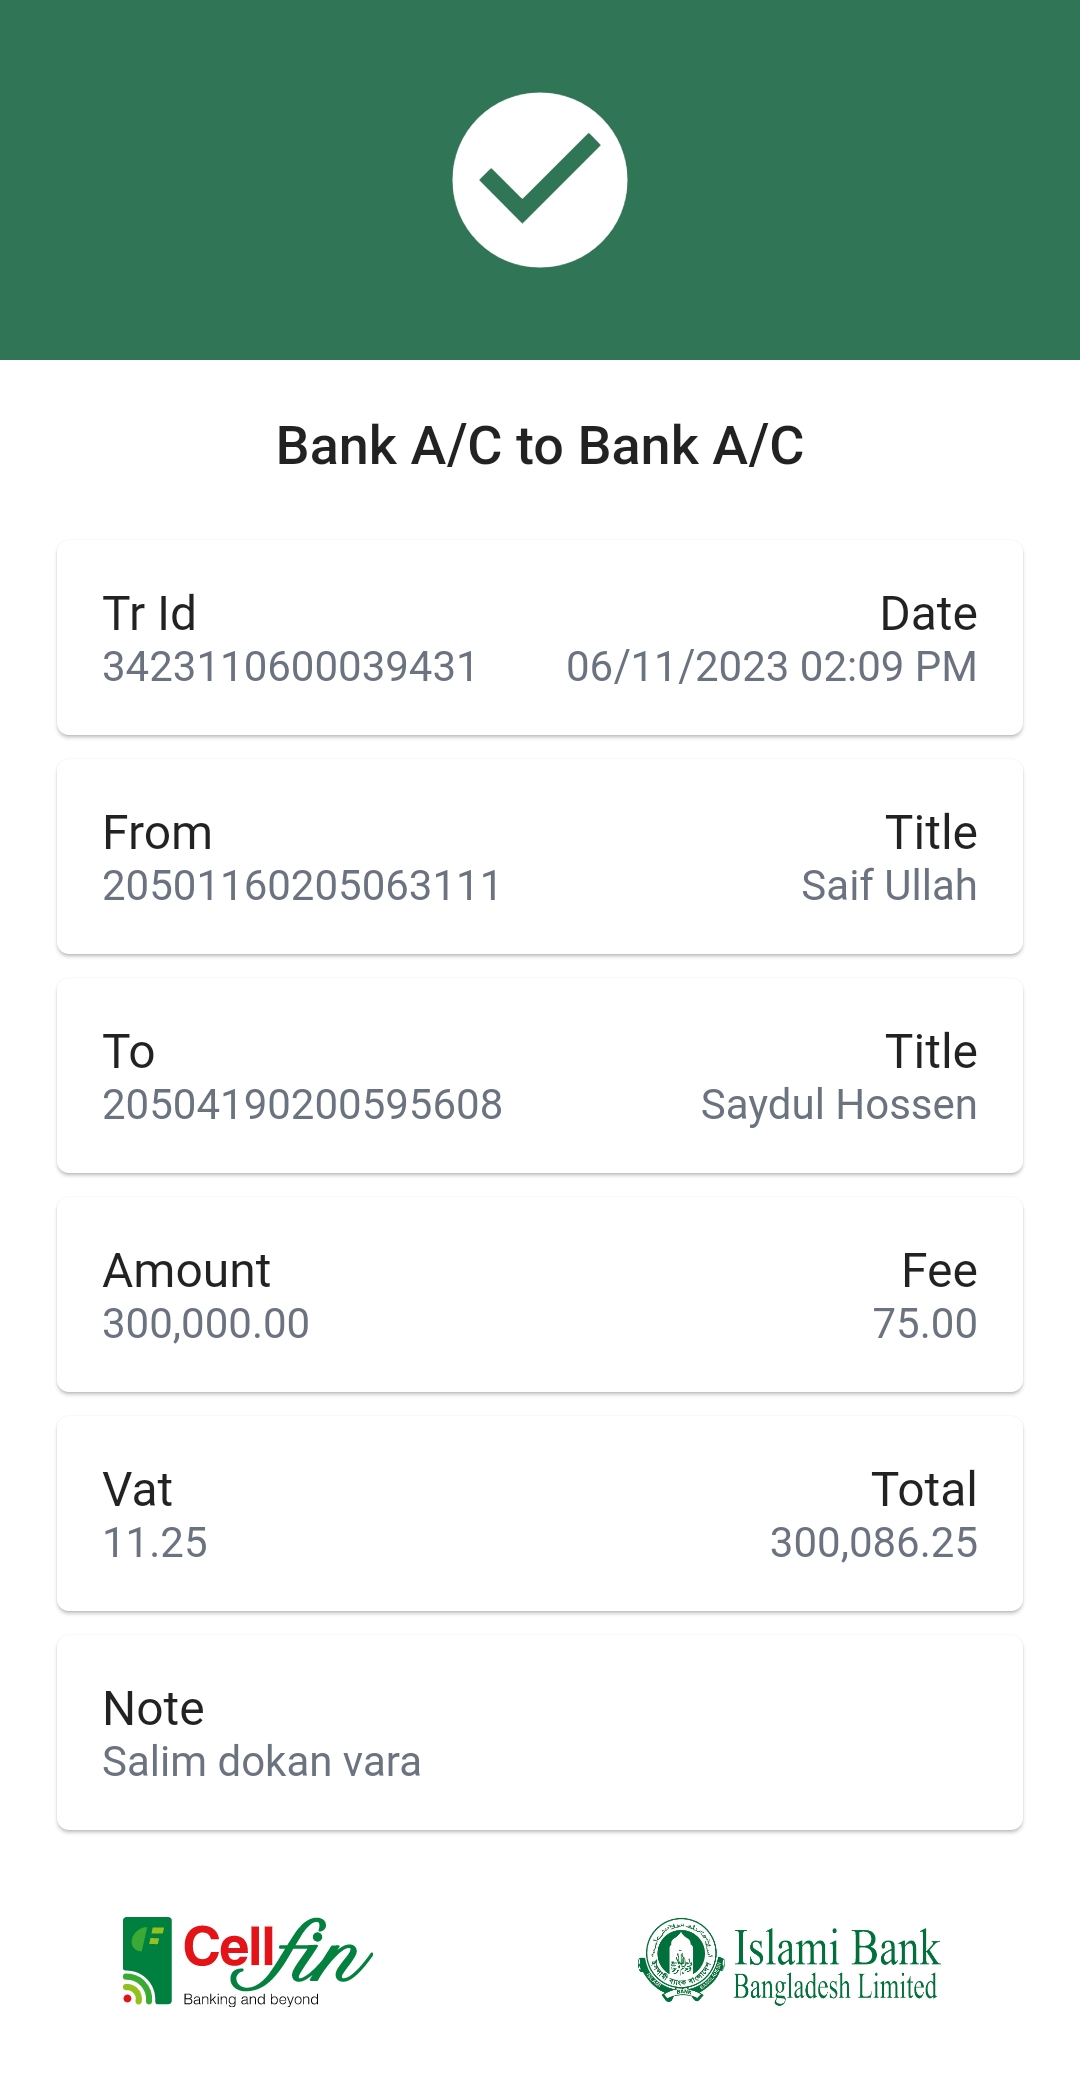 Bank A/C to Bank A/C
Tr Id Date
3423110600039431 06/11/2023 02:09 PM
From Title
20501160205063111 Saif Ullah
To Title
20504190200595608 Saydul Hossen
Amount Fee
300,000.00 75.00
Vat Total
11.25 300,086.25
Note
Salim dokan vara
Cellfin
Banking and beyond
Islami Bank
Bangladesh Limited